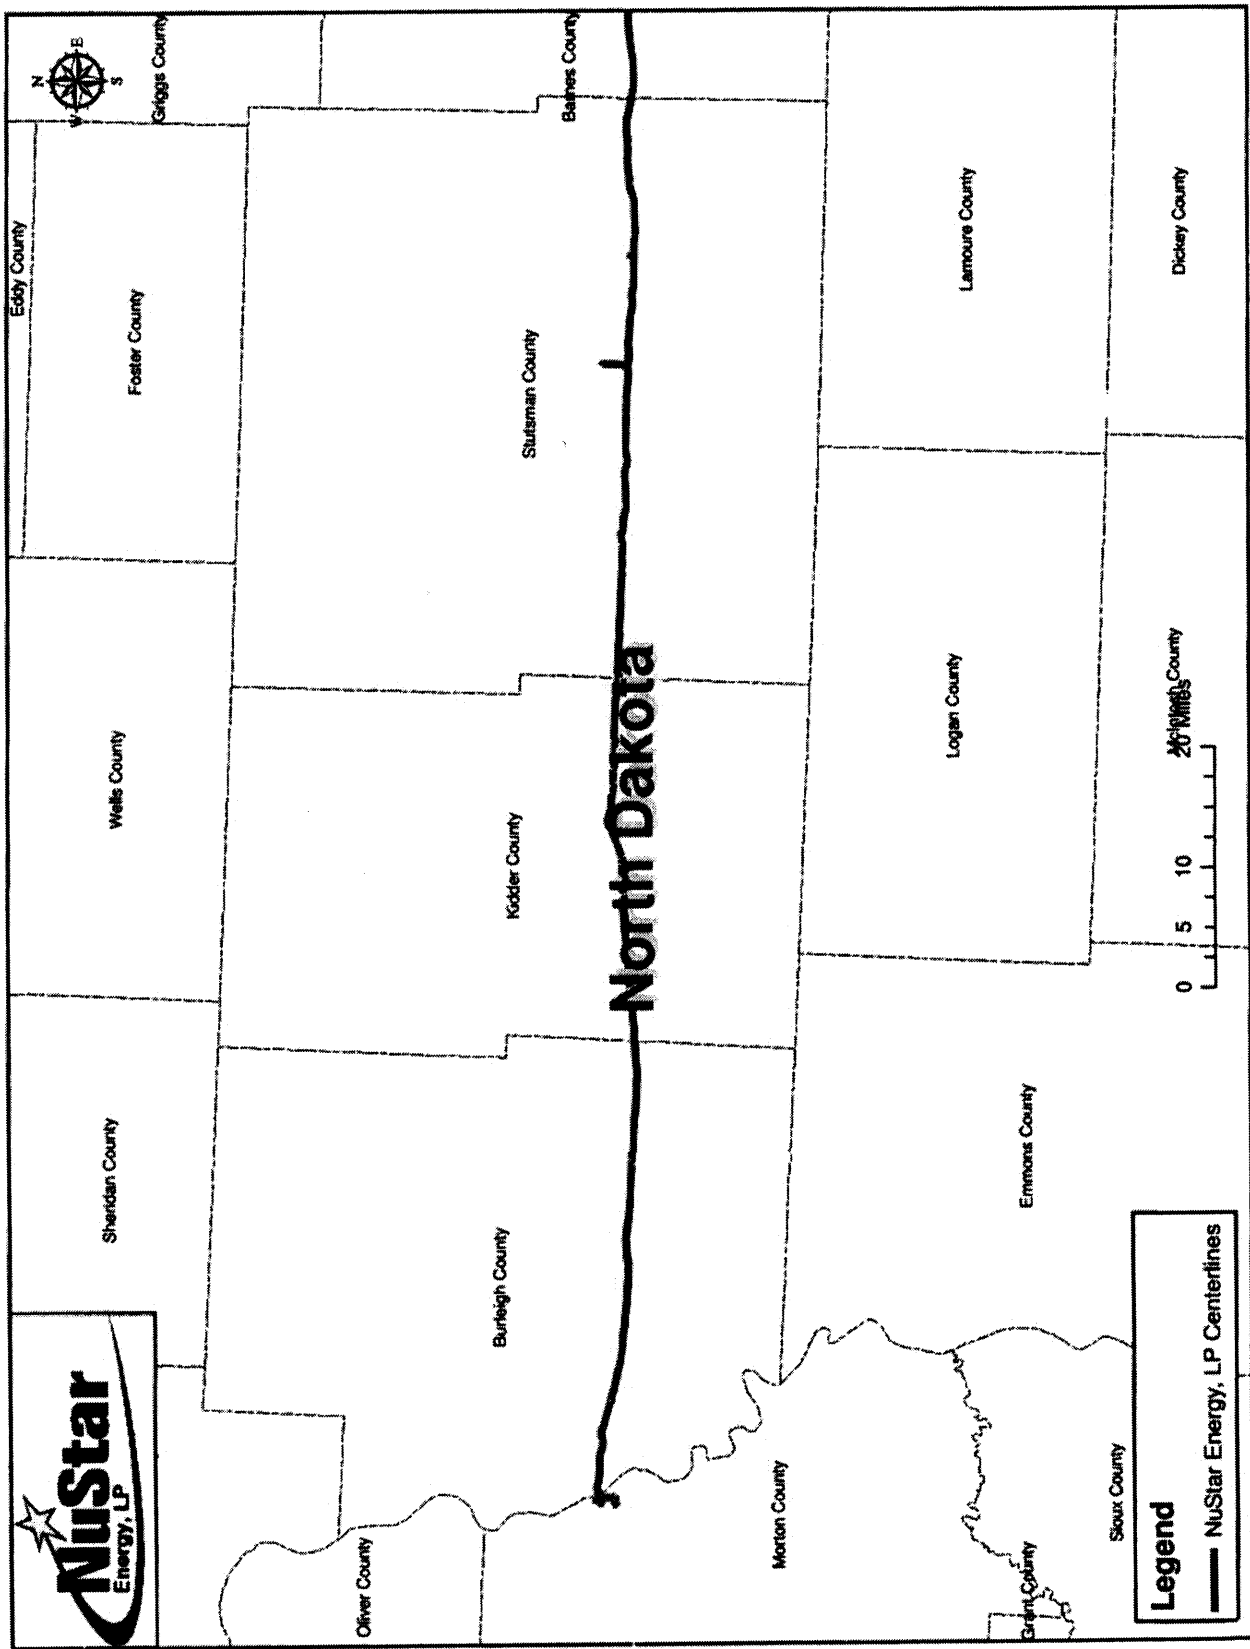 NuStar
Energy, LP
N
W
E
S
Eddy County
Griggs County
Sheridan County
Wells County
Foster County
Oliver County
Burleigh County
Kidder County
Stutsman County
Barnes County
North Dakota
Morton County
Emmons County
Logan County
Lamoure County
Grant County
Sioux County
McIntosh County
Dickey County
0
5
10
20 Miles
Legend
NuStar Energy, LP Centerlines